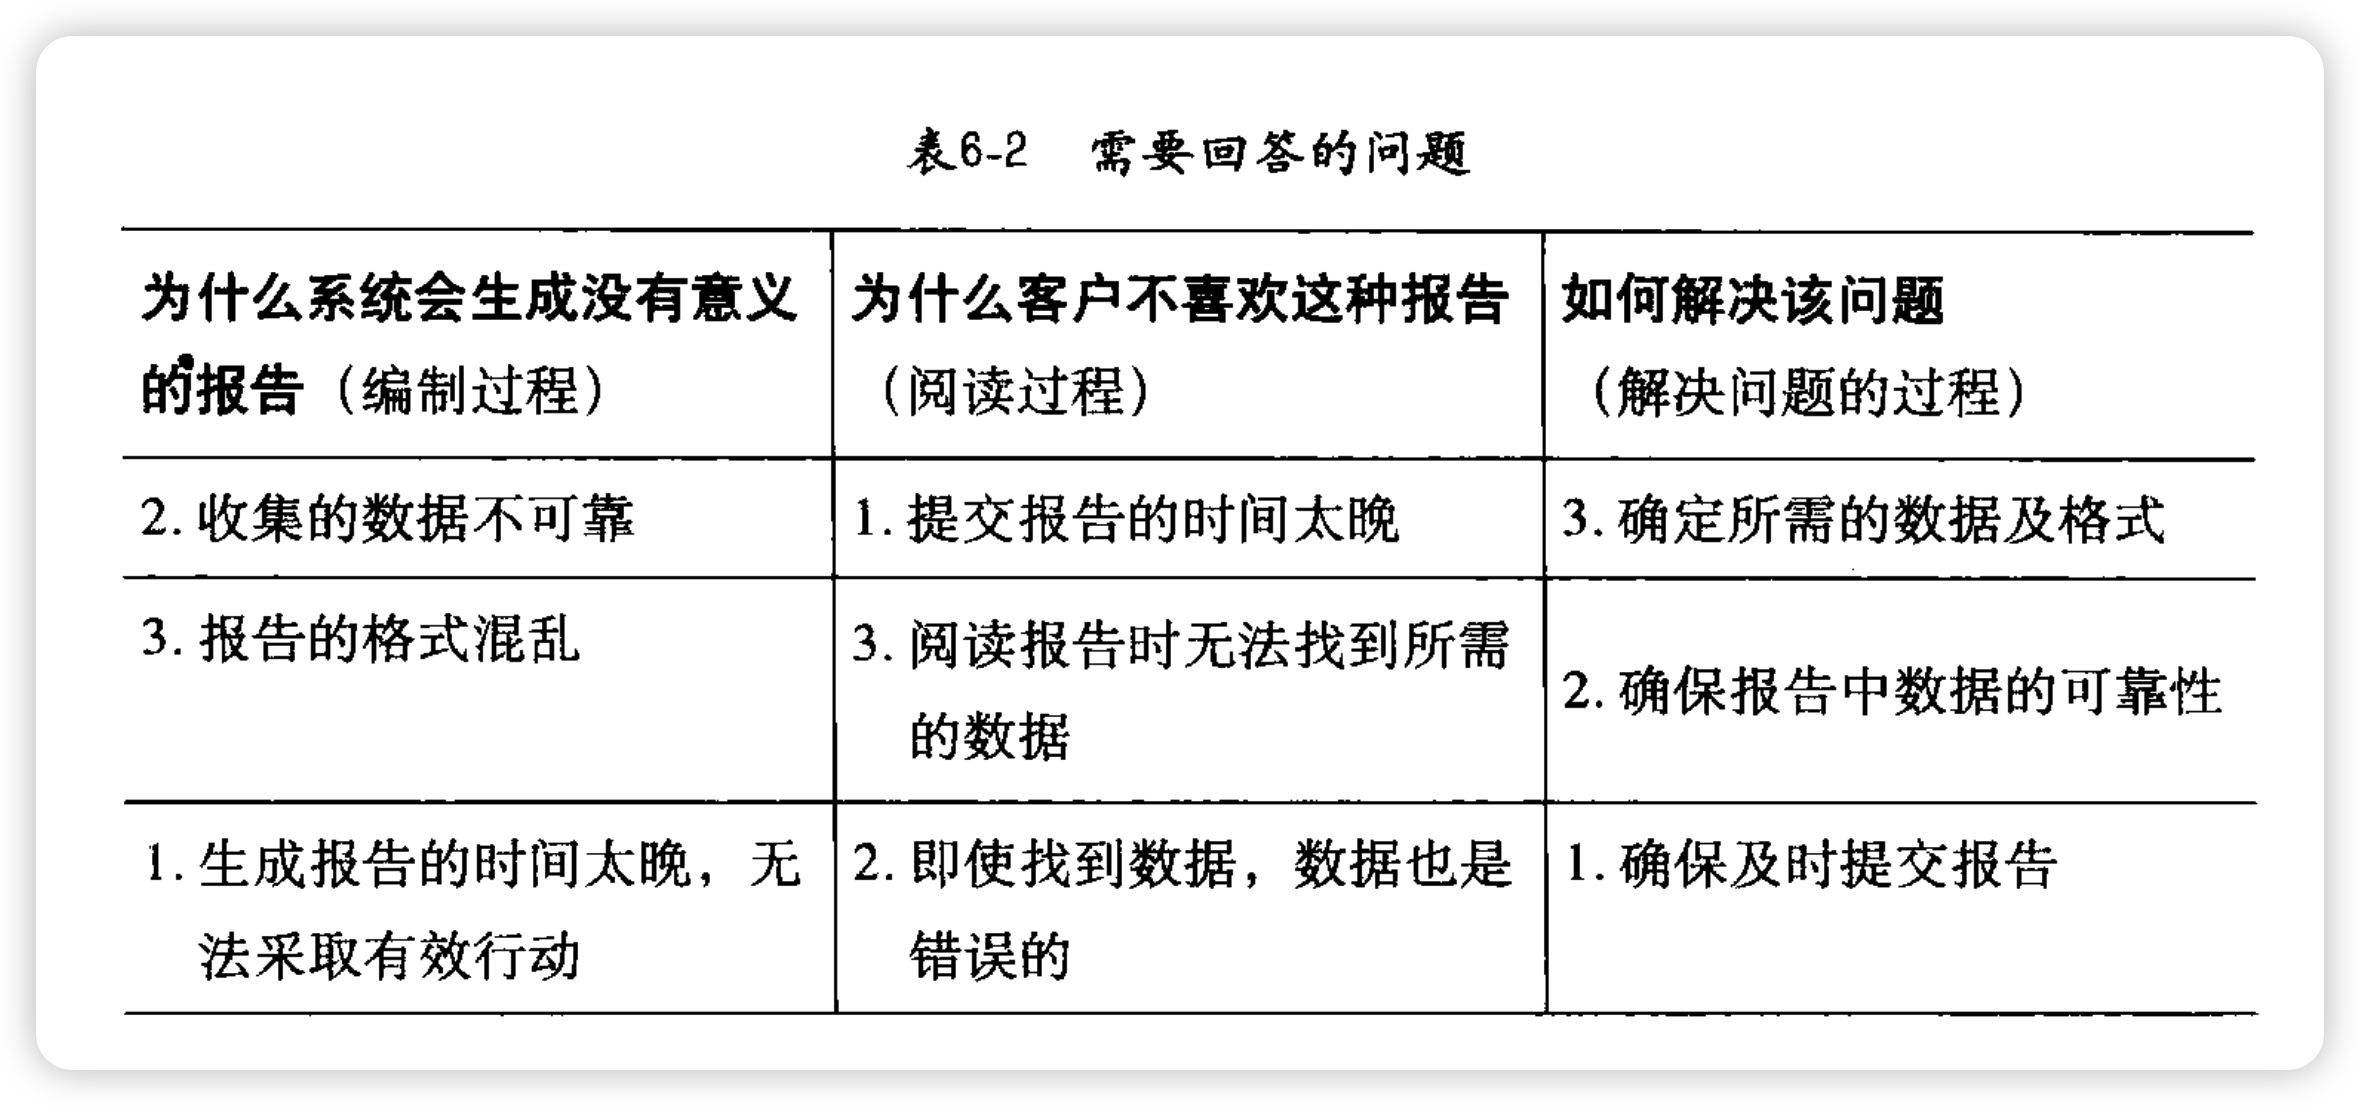 表6-2 需要回答的问题
为什么系统会生成没有意义
的报告（编制过程）
为什么客户不喜欢这种报告
（阅读过程）
如何解决该问题
（解决问题的过程）
2. 收集的数据不可靠
1. 提交报告的时间太晚
3. 确定所需的数据及格式
3. 报告的格式混乱
3. 阅读报告时无法找到所需
的数据
2. 确保报告中数据的可靠性
1. 生成报告的时间太晚，无
法采取有效行动
2. 即使找到数据，数据也是
错误的
1. 确保及时提交报告